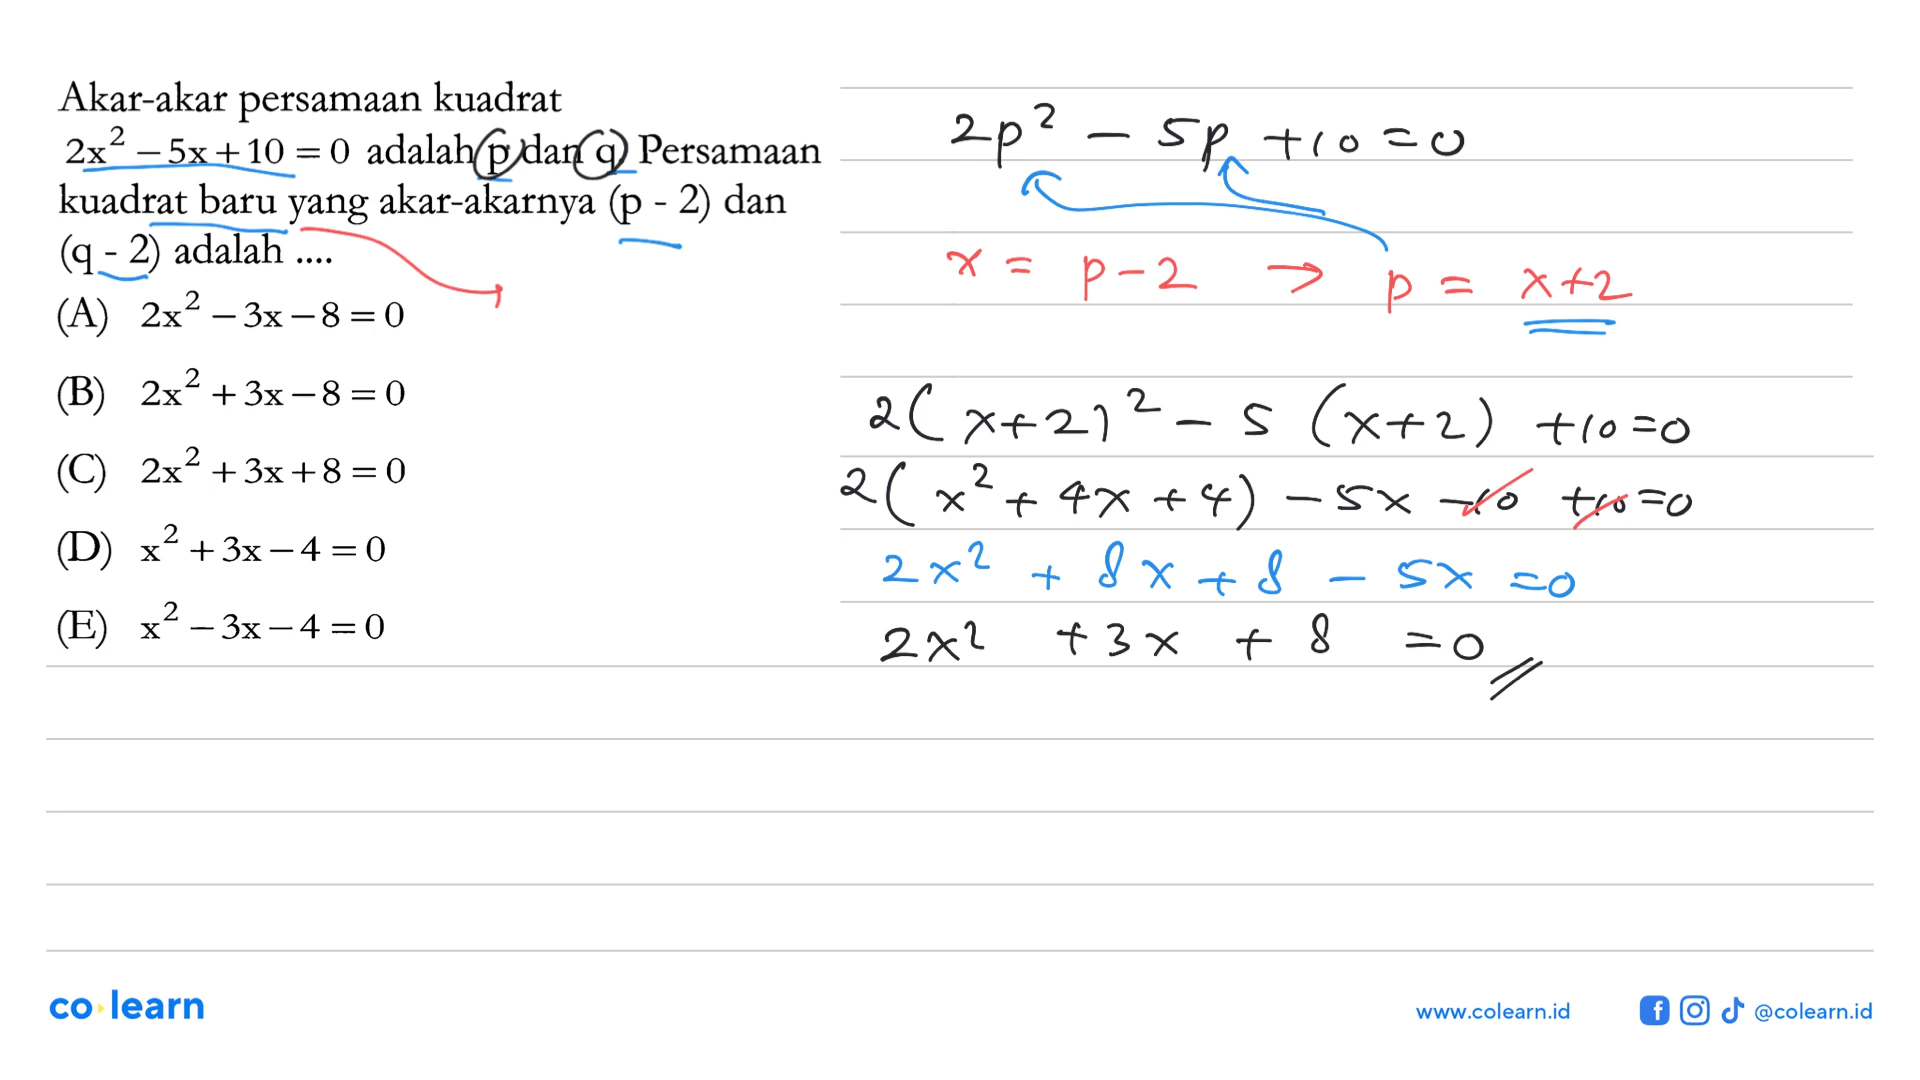 Akar-akar persamaan kuadrat
2x² − 5x + 10 = 0 adalah p dan q. Persamaan
kuadrat baru yang akar-akarnya (p - 2) dan
(q - 2) adalah ....
(A) 2x² − 3x − 8 = 0
(B) 2x² + 3x − 8 = 0
(C) 2x² + 3x + 8 = 0
(D) x² + 3x − 4 = 0
(E) x² − 3x − 4 = 0
2p² − 5p + 10 = 0
x = p − 2 → p = x + 2
2(x + 2)² − 5(x + 2) + 10 = 0
2(x² + 4x + 4) − 5x − 10 + 10 = 0
2x² + 8x + 8 − 5x = 0
2x² + 3x + 8 = 0
co learn
www.colearn.id
@colearn.id